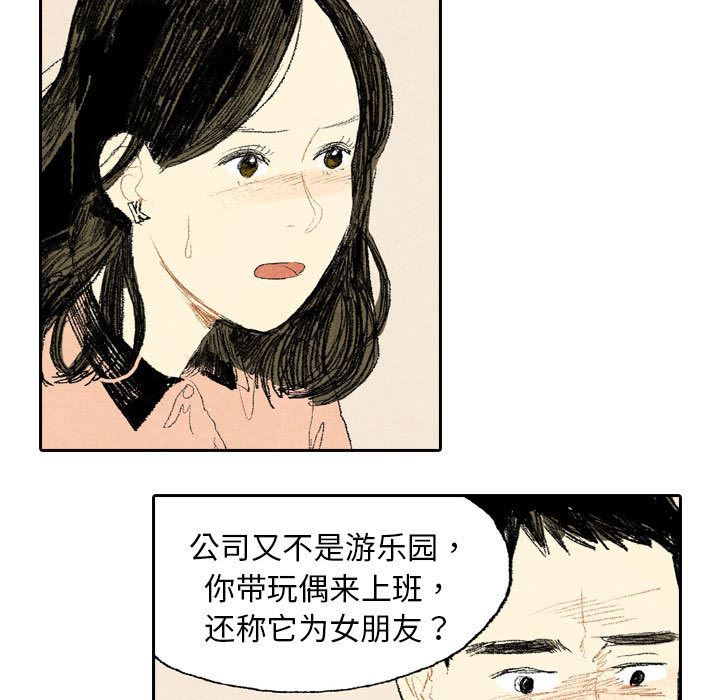 公司又不是游乐园，
你带玩偶来上班，
还称它为女朋友？